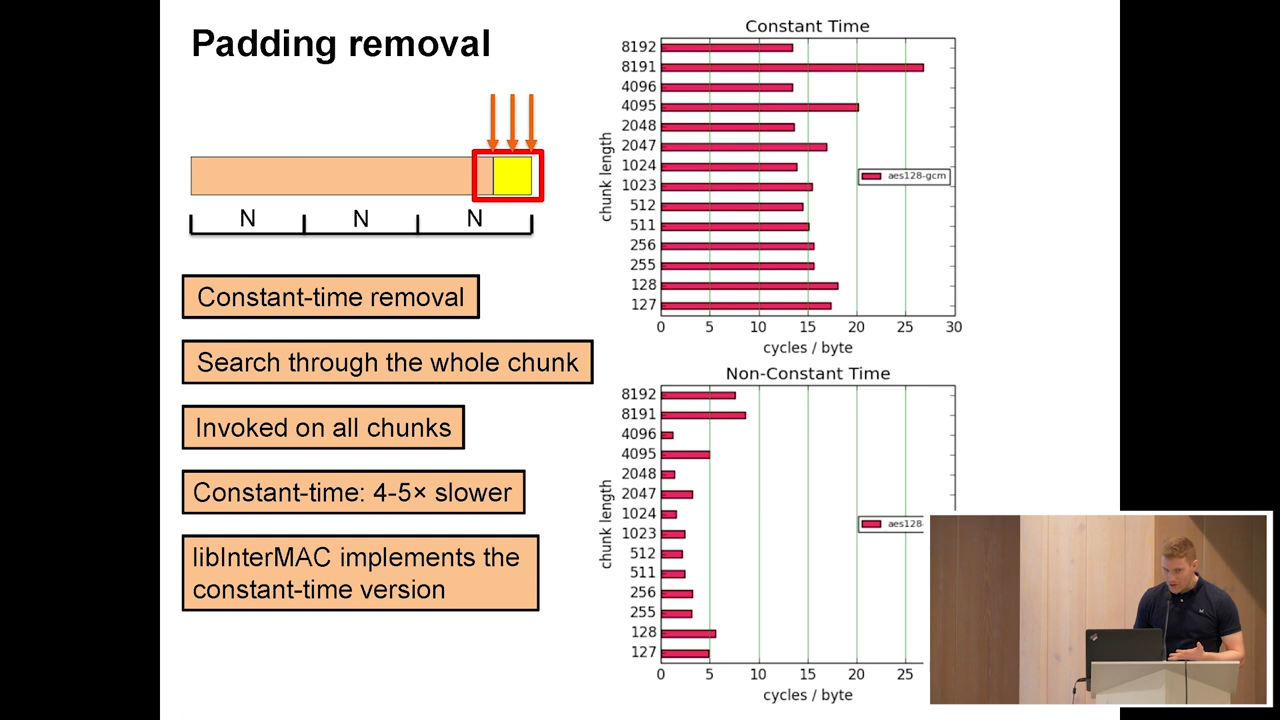 Padding removal
N N N
Constant-time removal
Search through the whole chunk
Invoked on all chunks
Constant-time: 4-5× slower
libInterMAC implements the
constant-time version
Constant Time
8192
8191
4096
4095
2048
2047
1024
1023
512
511
256
255
128
127
chunk length
aes128-gcm
0 5 10 15 20 25 30
cycles / byte
Non-Constant Time
8192
8191
4096
4095
2048
2047
1024
1023
512
511
256
255
128
127
chunk length
aes128-
0 5 10 15 20 25
cycles / byte